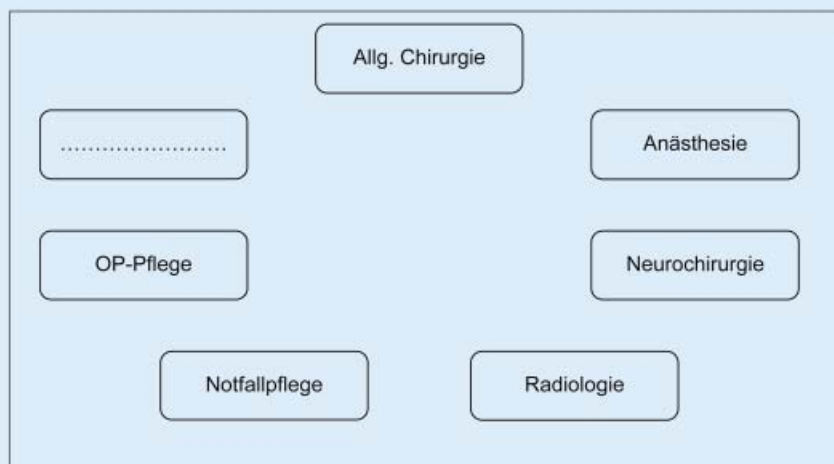 Allg. Chirurgie
........................
Anästhesie
OP-Pflege
Neurochirurgie
Notfallpflege
Radiologie